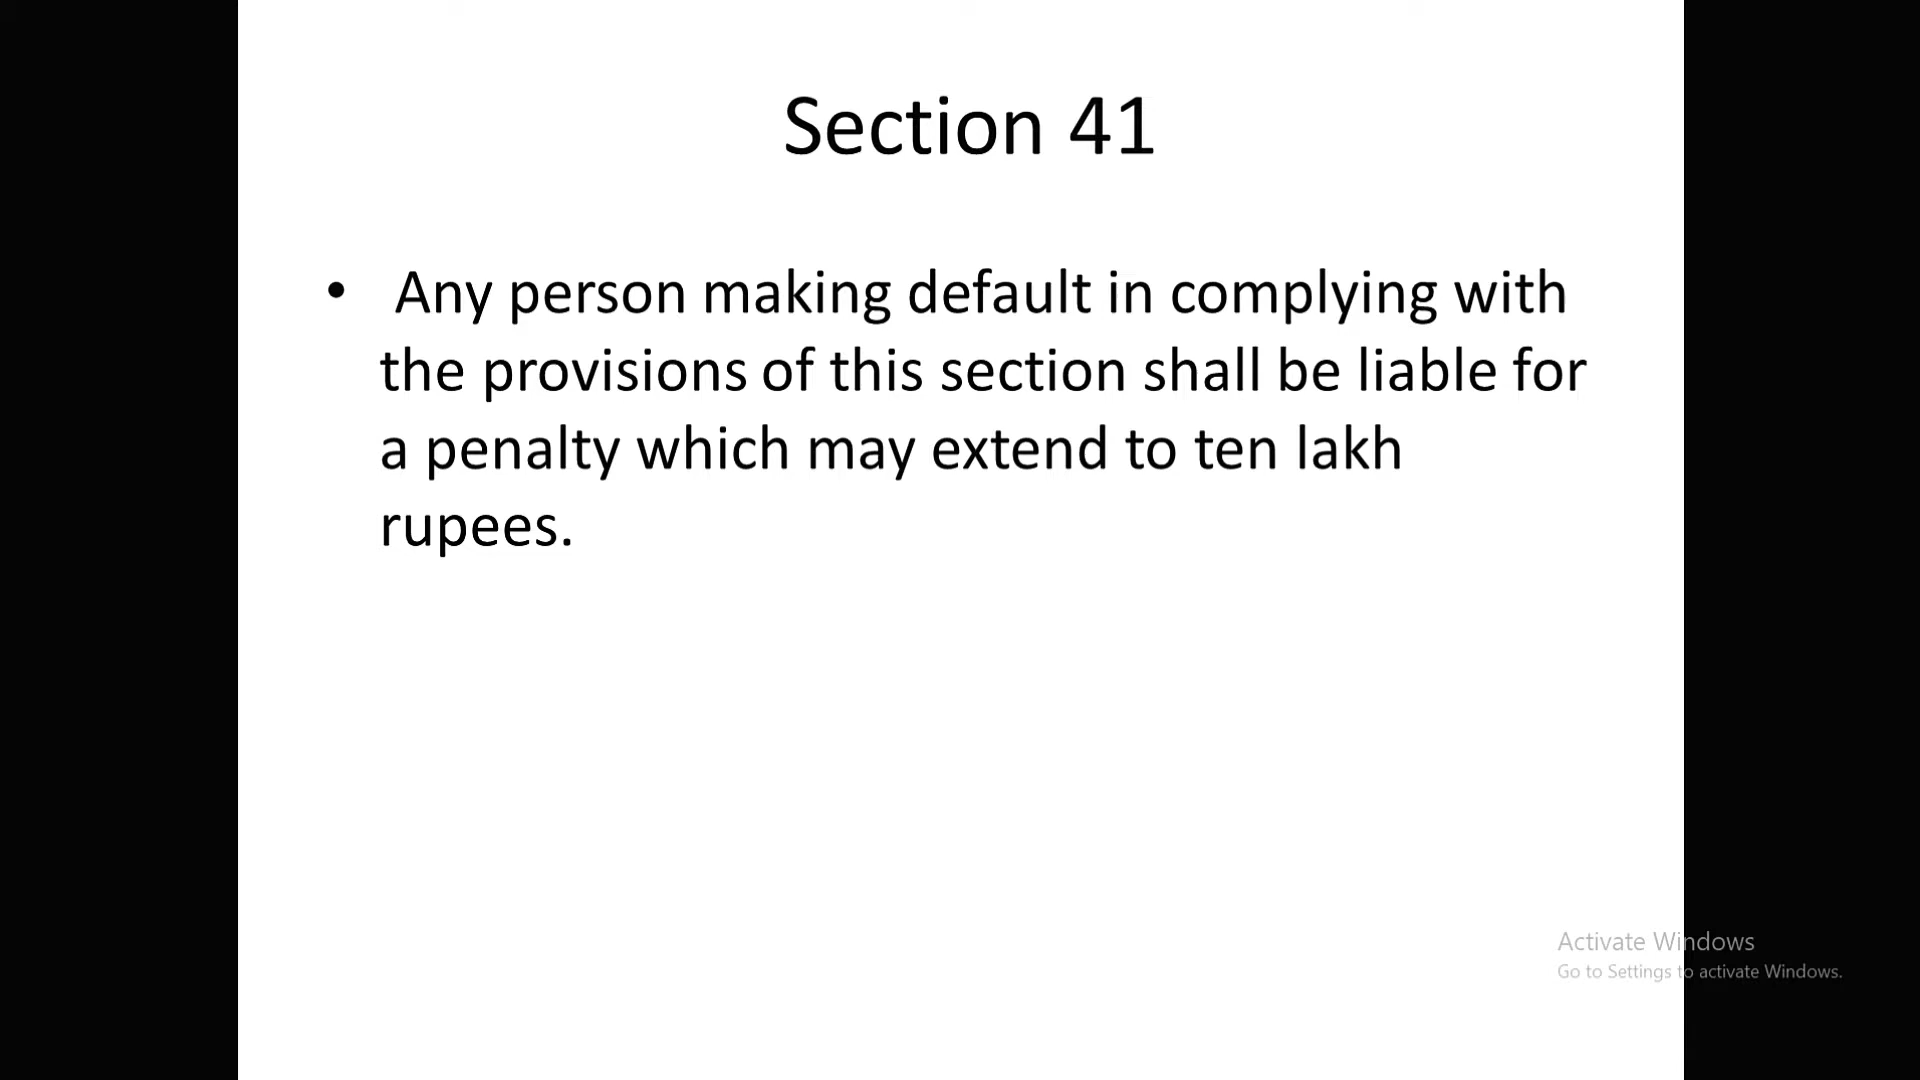 Section 41
• Any person making default in complying with
the provisions of this section shall be liable for
a penalty which may extend to ten lakh
rupees.
Activate Windows
Go to Settings to activate Windows.